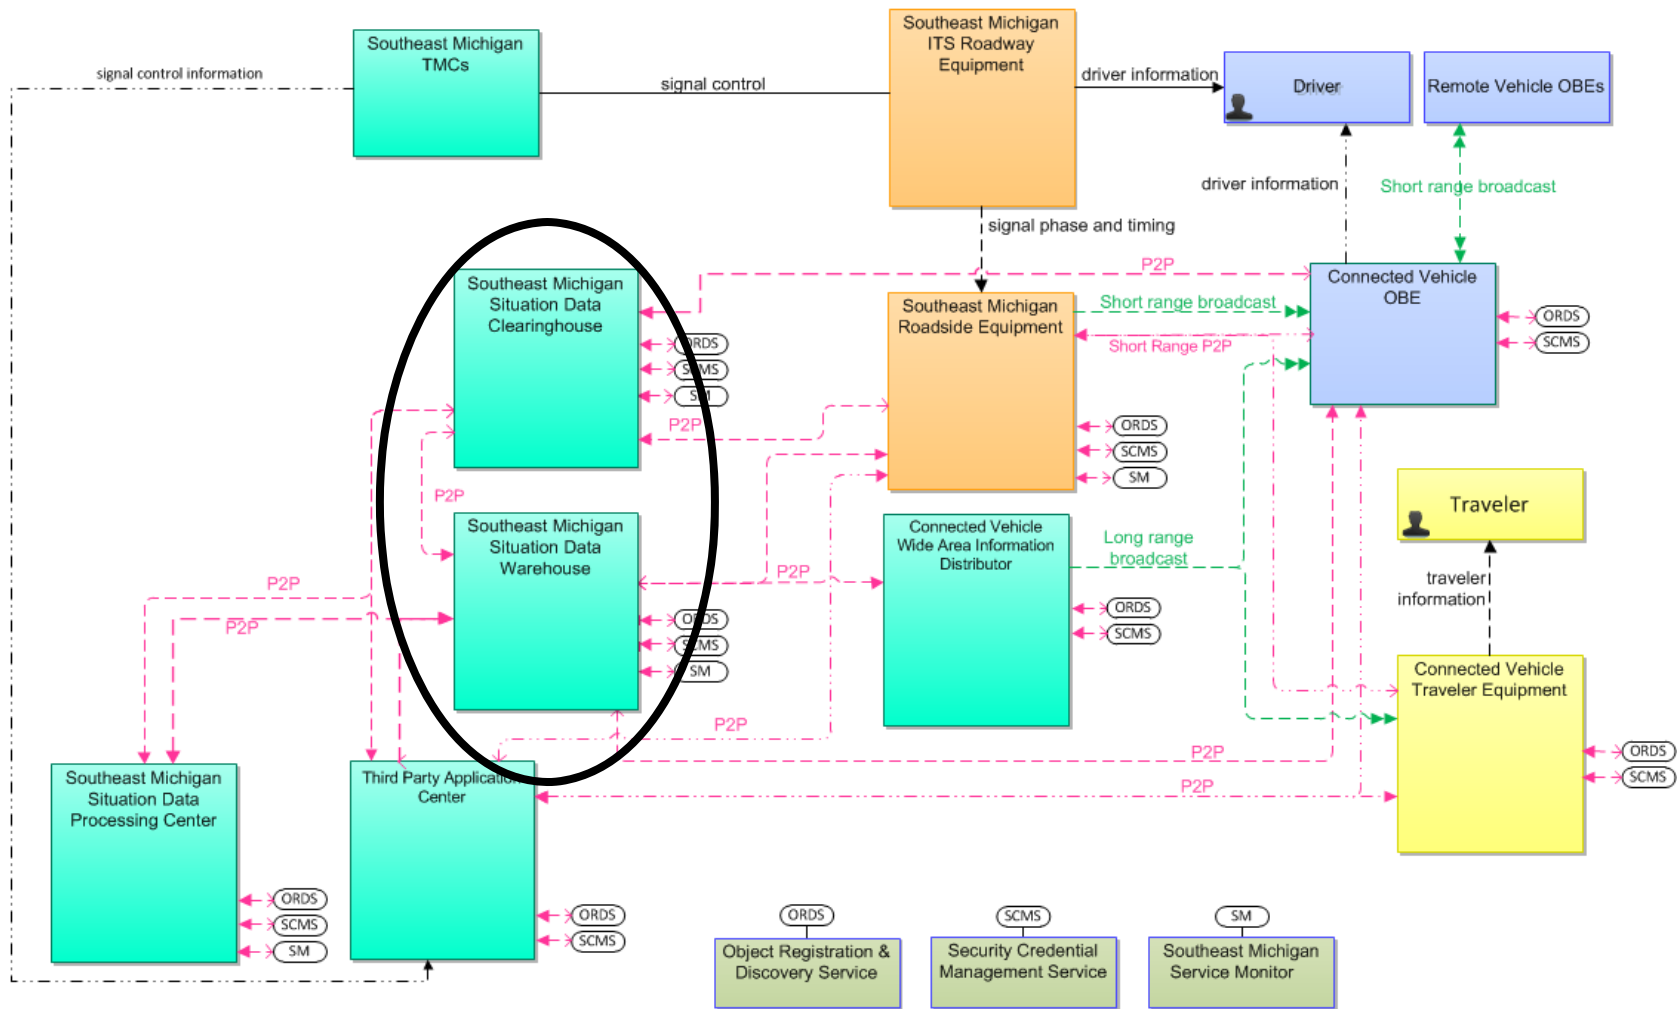 Southeast Michigan
TMCs
Southeast Michigan
ITS Roadway
Equipment
signal control information
signal control
driver information
Driver
Remote Vehicle OBEs
driver information
Short range broadcast
signal phase and timing
Southeast Michigan
Situation Data
Clearinghouse
ORDS
SCMS
SM
P2P
Southeast Michigan
Roadside Equipment
Short range broadcast
Short Range P2P
Connected Vehicle
OBE
ORDS
SCMS
P2P
ORDS
SCMS
SM
P2P
Southeast Michigan
Situation Data
Warehouse
ORDS
SCMS
SM
P2P
Connected Vehicle
Wide Area Information
Distributor
Long range
broadcast
ORDS
SCMS
Traveler
traveler
information
P2P
P2P
P2P
P2P
P2P
Connected Vehicle
Traveler Equipment
ORDS
SCMS
Southeast Michigan
Situation Data
Processing Center
ORDS
SCMS
SM
Third Party Application
Center
ORDS
SCMS
ORDS
Object Registration &
Discovery Service
SCMS
Security Credential
Management Service
SM
Southeast Michigan
Service Monitor